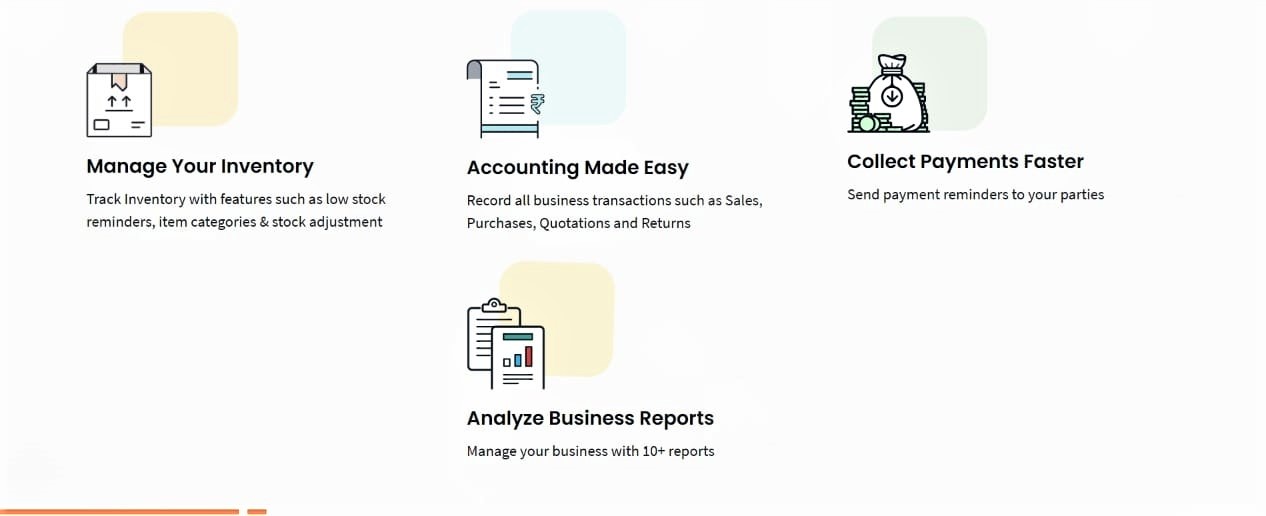 Manage Your Inventory
Track Inventory with features such as low stock
reminders, item categories & stock adjustment
Accounting Made Easy
Record all business transactions such as Sales,
Purchases, Quotations and Returns
₹
Collect Payments Faster
Send payment reminders to your parties
Analyze Business Reports
Manage your business with 10+ reports